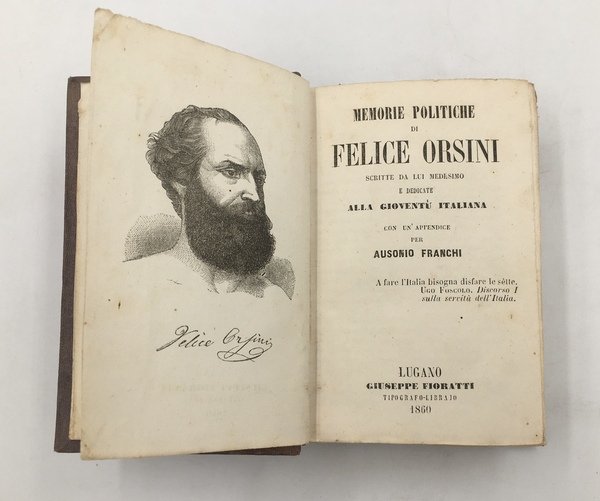 Felice Orsini
MEMORIE POLITICHE
DI
FELICE ORSINI
SCRITTE DA LUI MEDESIMO
E DEDICATE
ALLA GIOVENTÙ ITALIANA
CON UN' APPENDICE
PER
AUSONIO FRANCHI
A fare l'Italia bisogna disfare le sètte.
UGO FOSCOLO. Discorso I
sulla servitù dell'Italia.
LUGANO
GIUSEPPE FIORATTI
TIPOGRAFO-LIBRAJO
1860